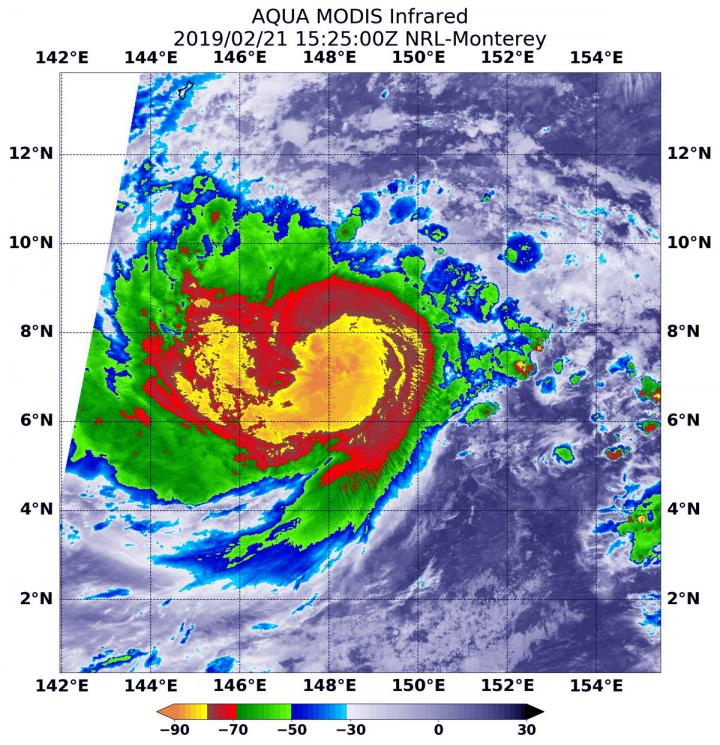 AQUA MODIS Infrared
2019/02/21 15:25:00Z NRL-Monterey
142°E 144°E 146°E 148°E 150°E 152°E 154°E
12°N 12°N
10°N 10°N
8°N 8°N
6°N 6°N
4°N 4°N
2°N 2°N
142°E 144°E 146°E 148°E 150°E 152°E 154°E
−90 −70 −50 −30 0 30